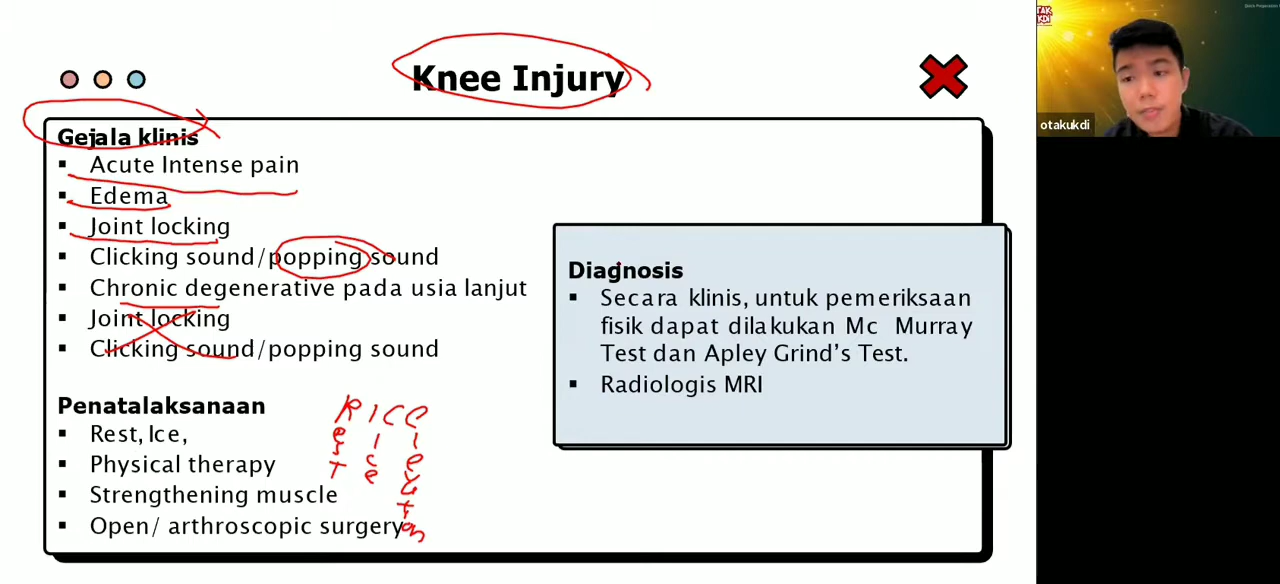 Knee Injury
Gejala klinis
▪ Acute Intense pain
▪ Edema
▪ Joint locking
▪ Clicking sound/popping sound
▪ Chronic degenerative pada usia lanjut
▪ Joint locking
▪ Clicking sound/popping sound
Penatalaksanaan
▪ Rest, Ice,
▪ Physical therapy
▪ Strengthening muscle
▪ Open/ arthroscopic surgery
R I C E
Rest
Ice
Diagnosis
▪ Secara klinis, untuk pemeriksaan
fisik dapat dilakukan Mc Murray
Test dan Apley Grind's Test.
▪ Radiologis MRI
otakukdi